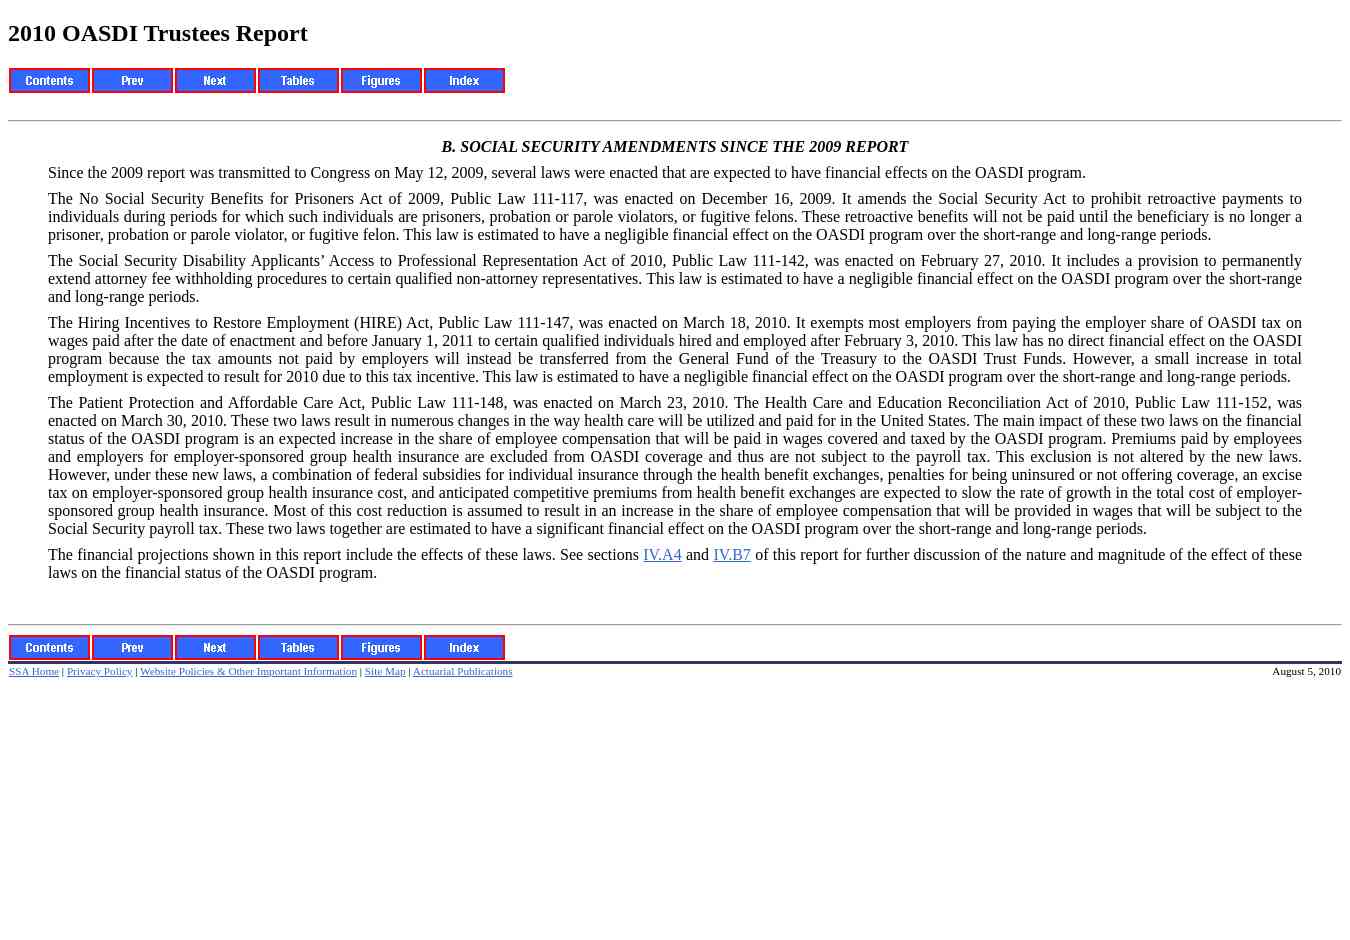 2010 OASDI Trustees Report
Contents Prev Next Tables Figures Index
B. SOCIAL SECURITY AMENDMENTS SINCE THE 2009 REPORT
Since the 2009 report was transmitted to Congress on May 12, 2009, several laws were enacted that are expected to have financial effects on the OASDI program.
The No Social Security Benefits for Prisoners Act of 2009, Public Law 111-117, was enacted on December 16, 2009. It amends the Social Security Act to prohibit retroactive payments to
individuals during periods for which such individuals are prisoners, probation or parole violators, or fugitive felons. These retroactive benefits will not be paid until the beneficiary is no longer a
prisoner, probation or parole violator, or fugitive felon. This law is estimated to have a negligible financial effect on the OASDI program over the short-range and long-range periods.
The Social Security Disability Applicants’ Access to Professional Representation Act of 2010, Public Law 111-142, was enacted on February 27, 2010. It includes a provision to permanently
extend attorney fee withholding procedures to certain qualified non-attorney representatives. This law is estimated to have a negligible financial effect on the OASDI program over the short-range
and long-range periods.
The Hiring Incentives to Restore Employment (HIRE) Act, Public Law 111-147, was enacted on March 18, 2010. It exempts most employers from paying the employer share of OASDI tax on
wages paid after the date of enactment and before January 1, 2011 to certain qualified individuals hired and employed after February 3, 2010. This law has no direct financial effect on the OASDI
program because the tax amounts not paid by employers will instead be transferred from the General Fund of the Treasury to the OASDI Trust Funds. However, a small increase in total
employment is expected to result for 2010 due to this tax incentive. This law is estimated to have a negligible financial effect on the OASDI program over the short-range and long-range periods.
The Patient Protection and Affordable Care Act, Public Law 111-148, was enacted on March 23, 2010. The Health Care and Education Reconciliation Act of 2010, Public Law 111-152, was
enacted on March 30, 2010. These two laws result in numerous changes in the way health care will be utilized and paid for in the United States. The main impact of these two laws on the financial
status of the OASDI program is an expected increase in the share of employee compensation that will be paid in wages covered and taxed by the OASDI program. Premiums paid by employees
and employers for employer-sponsored group health insurance are excluded from OASDI coverage and thus are not subject to the payroll tax. This exclusion is not altered by the new laws.
However, under these new laws, a combination of federal subsidies for individual insurance through the health benefit exchanges, penalties for being uninsured or not offering coverage, an excise
tax on employer-sponsored group health insurance cost, and anticipated competitive premiums from health benefit exchanges are expected to slow the rate of growth in the total cost of employer-
sponsored group health insurance. Most of this cost reduction is assumed to result in an increase in the share of employee compensation that will be provided in wages that will be subject to the
Social Security payroll tax. These two laws together are estimated to have a significant financial effect on the OASDI program over the short-range and long-range periods.
The financial projections shown in this report include the effects of these laws. See sections IV.A4 and IV.B7 of this report for further discussion of the nature and magnitude of the effect of these
laws on the financial status of the OASDI program.
Contents Prev Next Tables Figures Index
SSA Home | Privacy Policy | Website Policies & Other Important Information | Site Map | Actuarial Publications August 5, 2010